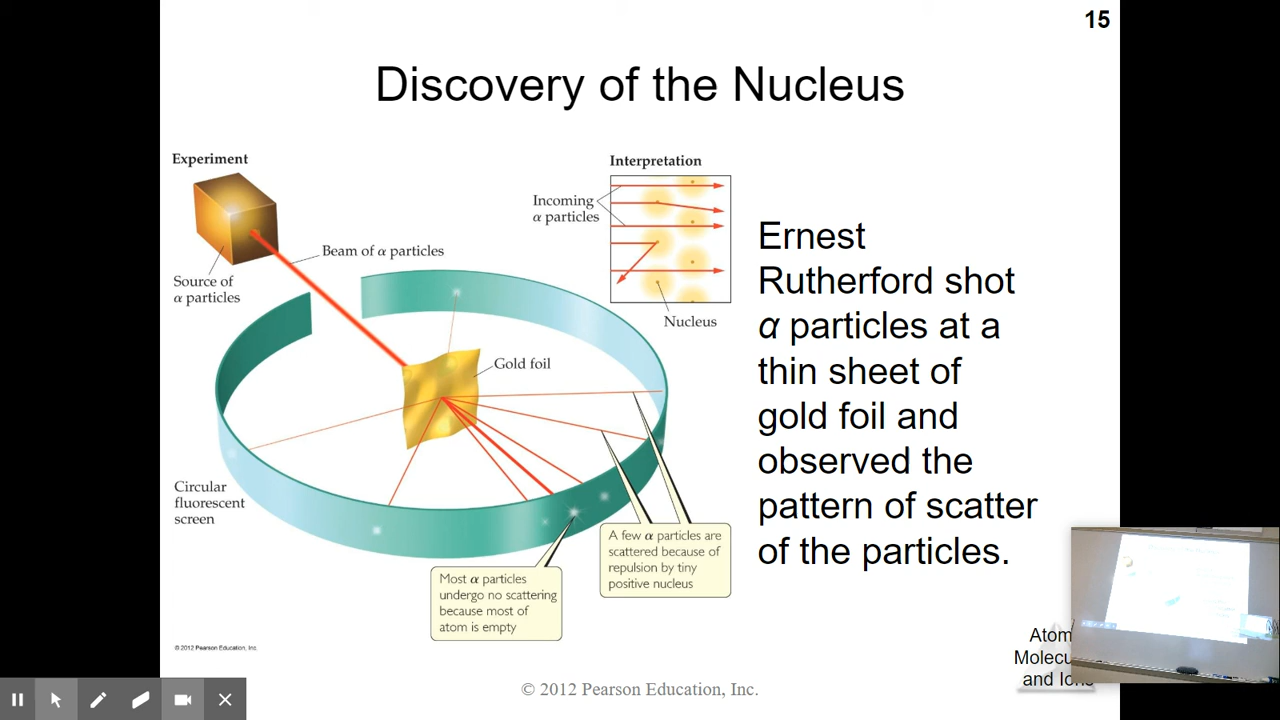 15
Discovery of the Nucleus
Experiment
Source of
α particles
Beam of α particles
Gold foil
Circular
fluorescent
screen
Most α particles
undergo no scattering
because most of
atom is empty
A few α particles are
scattered because of
repulsion by tiny
positive nucleus
Interpretation
Incoming
α particles
Nucleus
Ernest
Rutherford shot
α particles at a
thin sheet of
gold foil and
observed the
pattern of scatter
of the particles.
© 2012 Pearson Education, Inc.
© 2012 Pearson Education, Inc.
and